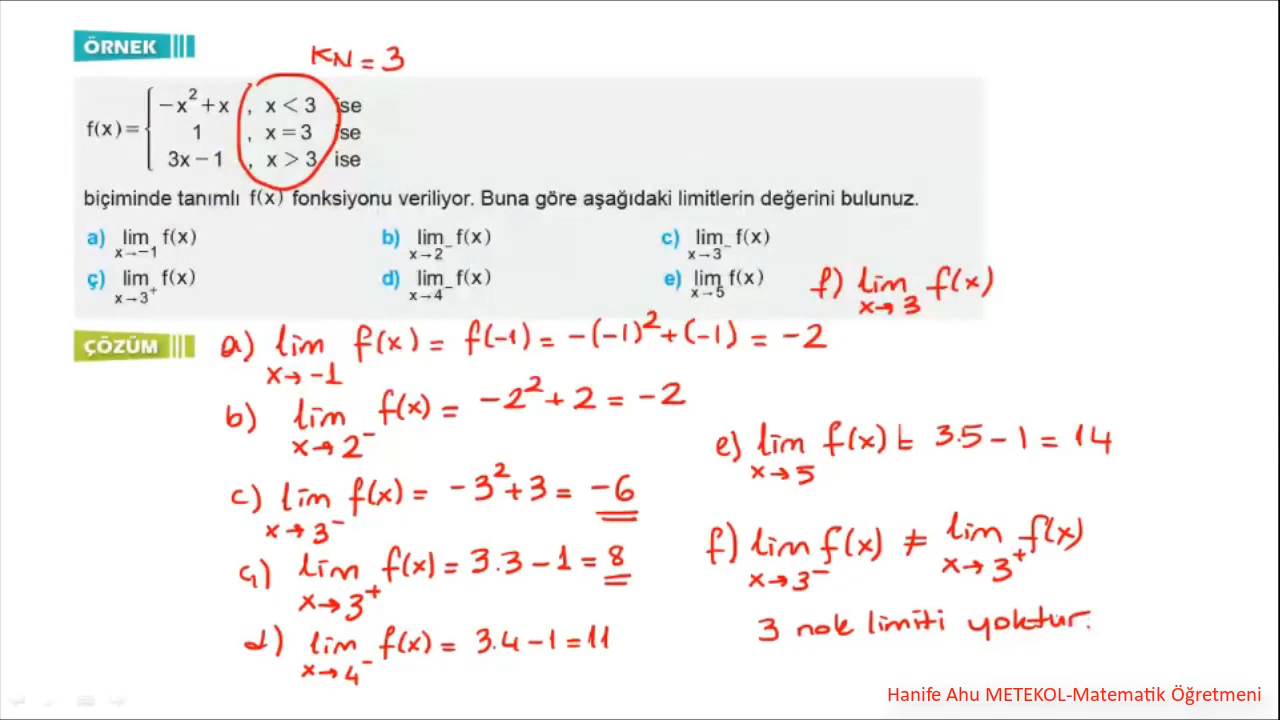 ÖRNEK
KN = 3
f(x) = { -x² + x , x < 3 ise
1 , x = 3 ise
3x - 1 , x > 3 ise
biçiminde tanımlı f(x) fonksiyonu veriliyor. Buna göre aşağıdaki limitlerin değerini bulunuz.
a) lim x→-1 f(x) b) lim x→2⁻ f(x) c) lim x→3⁻ f(x)
ç) lim x→3⁺ f(x) d) lim x→4⁻ f(x) e) lim x→5 f(x) f) lim x→3 f(x)
ÇÖZÜM
a) lim x→-1 f(x) = f(-1) = -(-1)² + (-1) = -2
b) lim x→2⁻ f(x) = -2² + 2 = -2
c) lim x→3⁻ f(x) = -3² + 3 = -6
ç) lim x→3⁺ f(x) = 3.3 - 1 = 8
d) lim x→4⁻ f(x) = 3.4 - 1 = 11
e) lim x→5 f(x) = 3.5 - 1 = 14
f) lim x→3⁻ f(x) ≠ lim x→3⁺ f(x)
3 nok limiti yoktur.
Hanife Ahu METEKOL-Matematik Öğretmeni